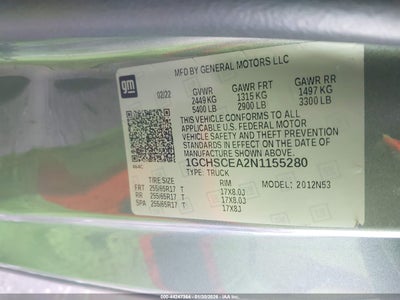 gm
MFD BY GENERAL MOTORS LLC
02/22
GVWR GAWR FRT GAWR RR
2449 KG 1315 KG 1497 KG
5400 LB 2900 LB 3300 LB
THIS VEHICLE CONFORMS TO ALL
APPLICABLE U.S. FEDERAL MOTOR
VEHICLE SAFETY AND THEFT PREVENTION
STANDARDS IN EFFECT ON THE DATE OF
MANUFACTURE SHOWN ABOVE.
1GCHSCEA2N1155280
TYPE: TRUCK
MODEL: 2012N53
TIRE SIZE RIM
FRT 255/65R17 T 17X8.0J
RR 255/65R17 T 17X8.0J
SPA 255/65R17 T 17X8J